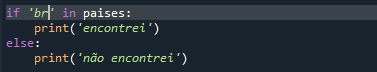 if 'br' in paises:
    print('encontrei')
else:
    print('não encontrei')